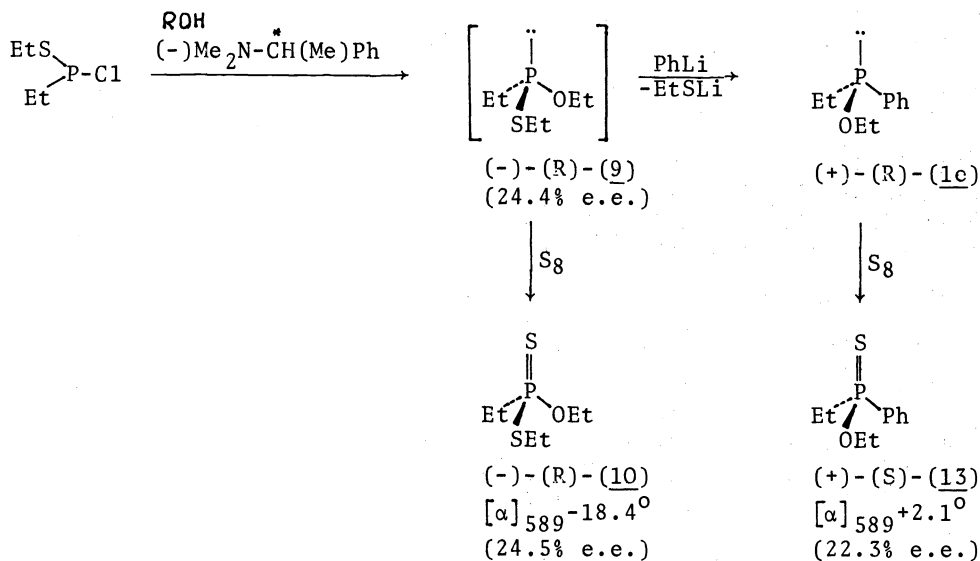 ROH
(-)Me2N-*CH(Me)Ph
EtS
P-Cl
Et
..
P
Et
OEt
SEt
(-)-(R)-(9)
(24.4% e.e.)
PhLi
-EtSLi
..
P
Et
Ph
OEt
(+)-(R)-(1c)
S8
S8
S
P
Et
OEt
SEt
(-)-(R)-(10)
[α]589-18.4°
(24.5% e.e.)
S
P
Et
Ph
OEt
(+)-(S)-(13)
[α]589+2.1°
(22.3% e.e.)